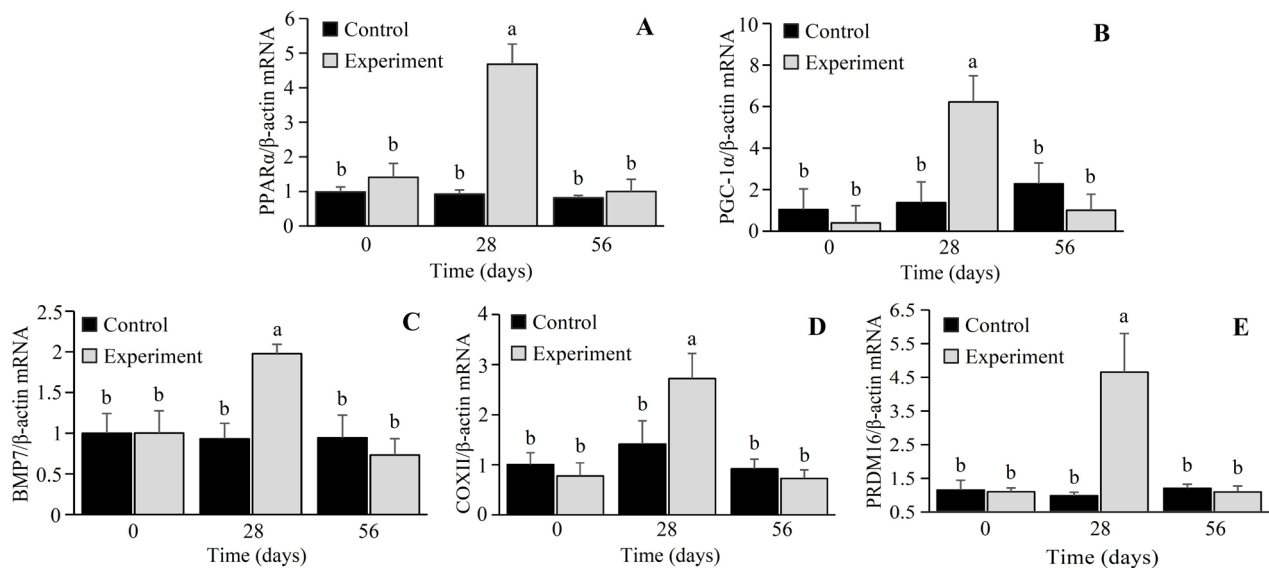 A
PPARα/β-actin mRNA
Control
Experiment
6
5
4
3
2
1
0
b
b
b
a
b
b
0 28 56
Time (days)
B
PGC-1α/β-actin mRNA
Control
Experiment
10
8
6
4
2
0
b
b
b
a
b
b
0 28 56
Time (days)
C
BMP7/β-actin mRNA
Control
Experiment
2.5
2
1.5
1
0.5
0
b
b
b
a
b
b
0 28 56
Time (days)
D
COXII/β-actin mRNA
Control
Experiment
4
3
2
1
0
b
b
b
a
b
b
0 28 56
Time (days)
E
PRDM16/β-actin mRNA
Control
Experiment
6.5
5.5
4.5
3.5
2.5
1.5
0.5
b
b
b
a
b
b
0 28 56
Time (days)